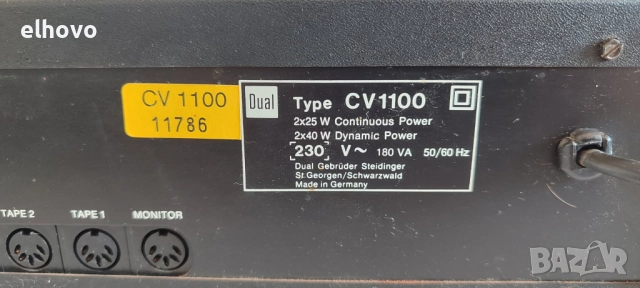 elhovo
CV 1100
11786
Dual
Type CV1100
2x25 W Continuous Power
2x40 W Dynamic Power
[230] V~ 180 VA 50/60 Hz
Dual Gebrüder Steidinger
St.Georgen/Schwarzwald
Made in Germany
TAPE 2 TAPE 1 MONITOR
BAZAR